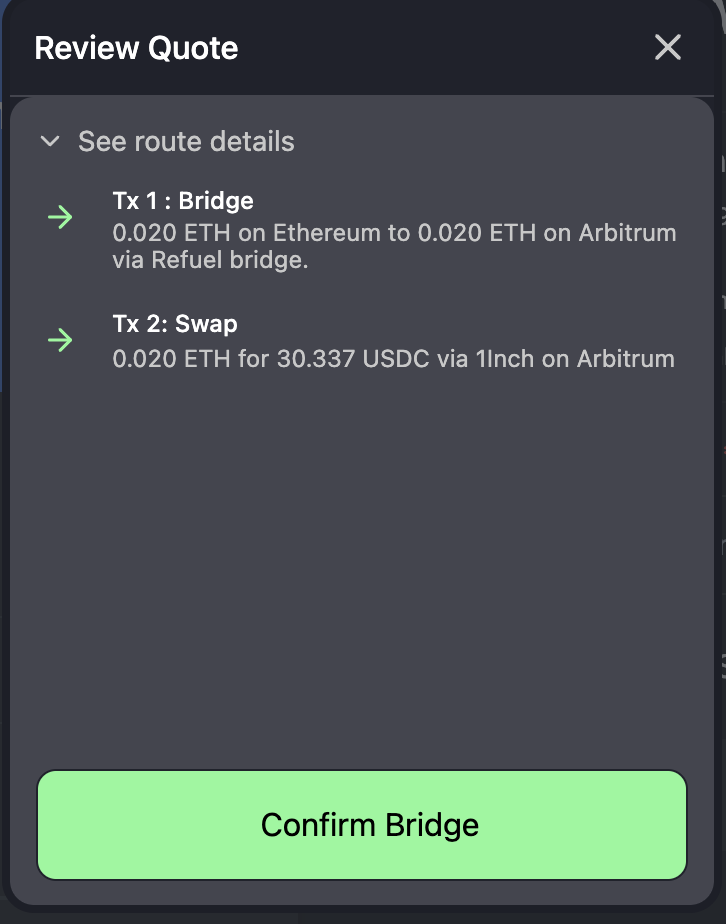 Review Quote
See route details
Tx 1 : Bridge
0.020 ETH on Ethereum to 0.020 ETH on Arbitrum
via Refuel bridge.
Tx 2: Swap
0.020 ETH for 30.337 USDC via 1Inch on Arbitrum
Confirm Bridge